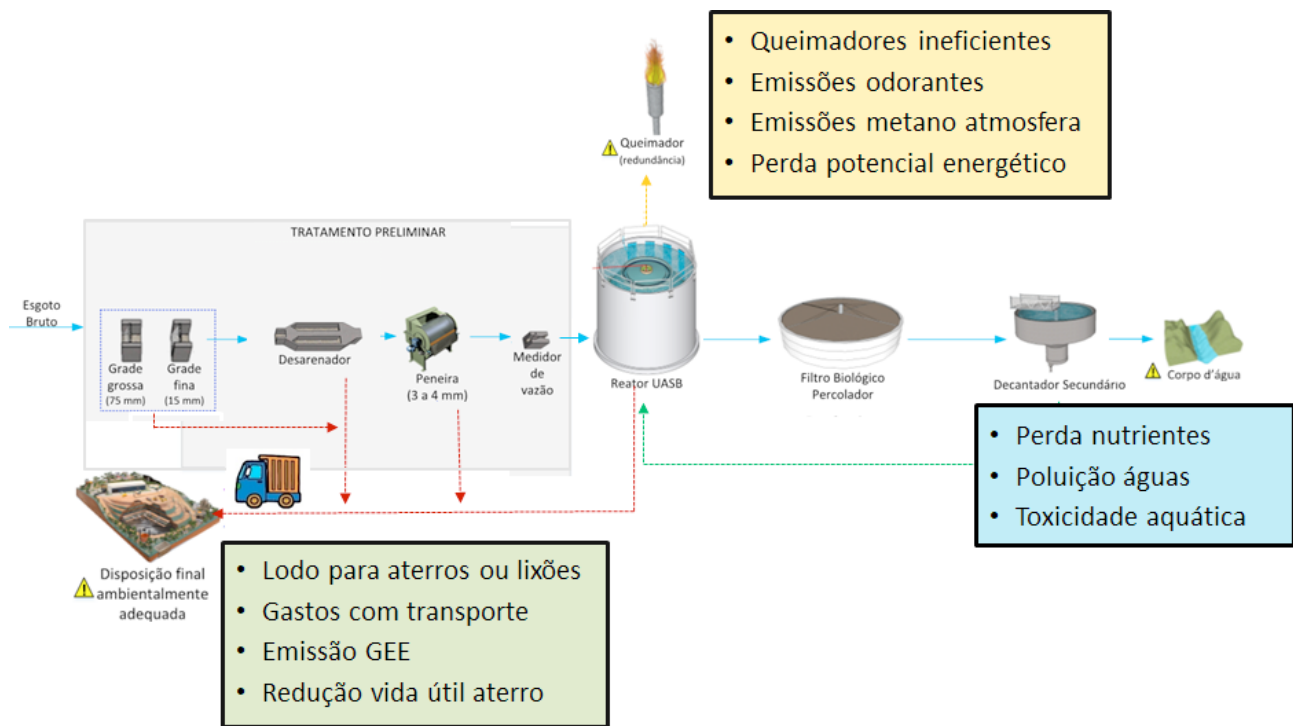 • Queimadores ineficientes
• Emissões odorantes
• Emissões metano atmosfera
• Perda potencial energético
Queimador
(redundância)
TRATAMENTO PRELIMINAR
Esgoto
Bruto
Grade
grossa
(75 mm)
Grade
fina
(15 mm)
Desarenador
Peneira
(3 a 4 mm)
Medidor
de
vazão
Reator UASB
Filtro Biológico
Percolador
Decantador Secundário
Corpo d'água
• Perda nutrientes
• Poluição águas
• Toxicidade aquática
Disposição final
ambientalmente
adequada
• Lodo para aterros ou lixões
• Gastos com transporte
• Emissão GEE
• Redução vida útil aterro